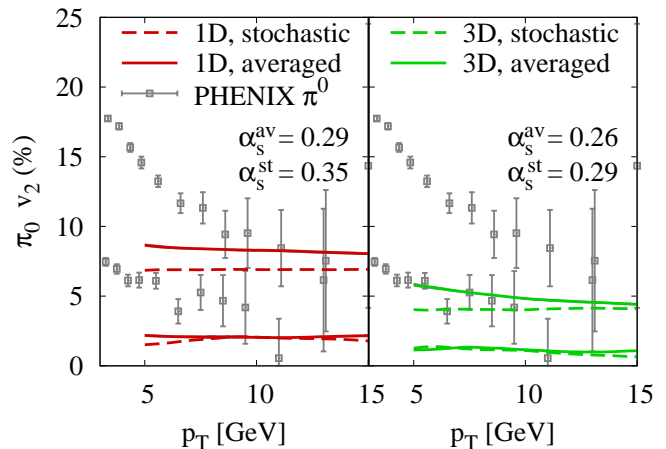 25
20
15
10
5
0
π₀ v₂ (%)
1D, stochastic
1D, averaged
PHENIX π⁰
αₛᵃᵛ = 0.29
αₛˢᵗ = 0.35
3D, stochastic
3D, averaged
αₛᵃᵛ = 0.26
αₛˢᵗ = 0.29
5 10 15 5 10 15
p_T [GeV] p_T [GeV]